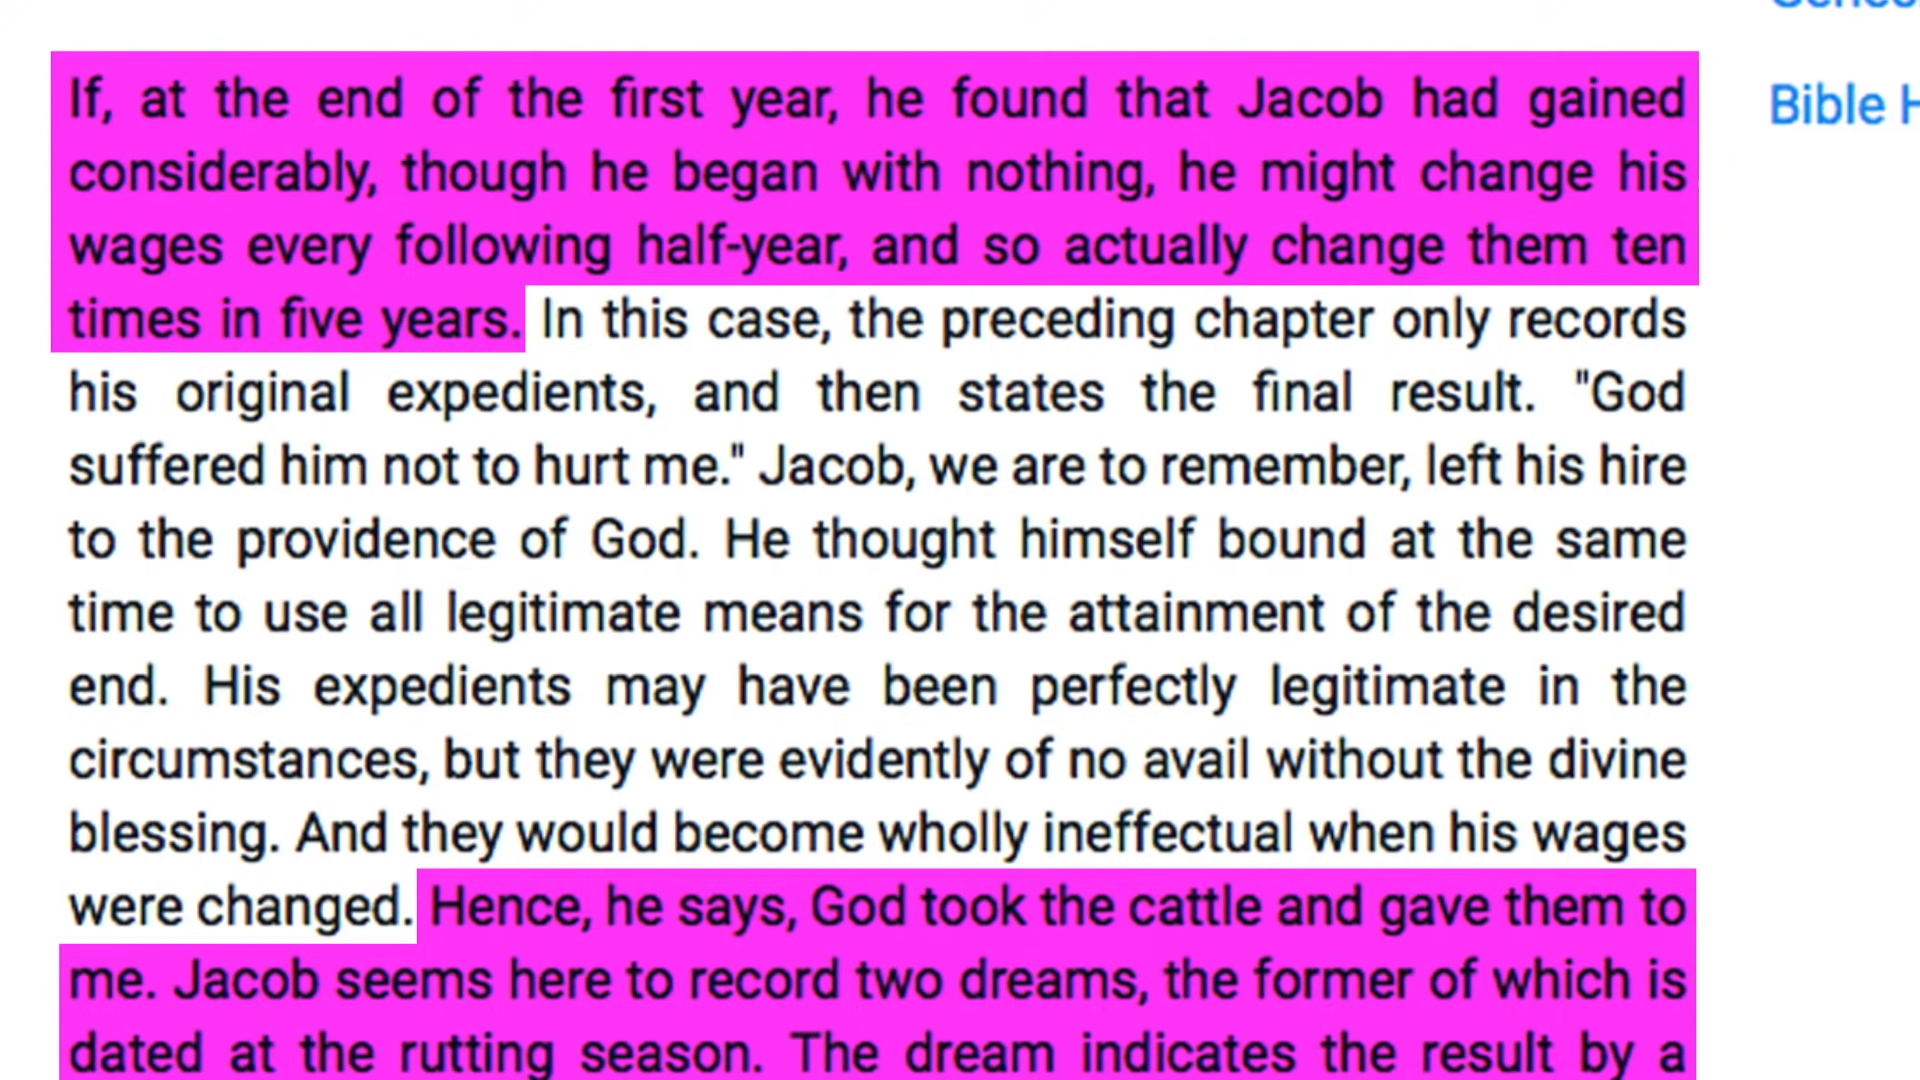 If, at the end of the first year, he found that Jacob had gained
considerably, though he began with nothing, he might change his
wages every following half-year, and so actually change them ten
times in five years. In this case, the preceding chapter only records
his original expedients, and then states the final result. "God
suffered him not to hurt me." Jacob, we are to remember, left his hire
to the providence of God. He thought himself bound at the same
time to use all legitimate means for the attainment of the desired
end. His expedients may have been perfectly legitimate in the
circumstances, but they were evidently of no avail without the divine
blessing. And they would become wholly ineffectual when his wages
were changed. Hence, he says, God took the cattle and gave them to
me. Jacob seems here to record two dreams, the former of which is
dated at the rutting season. The dream indicates the result by a
Bible H